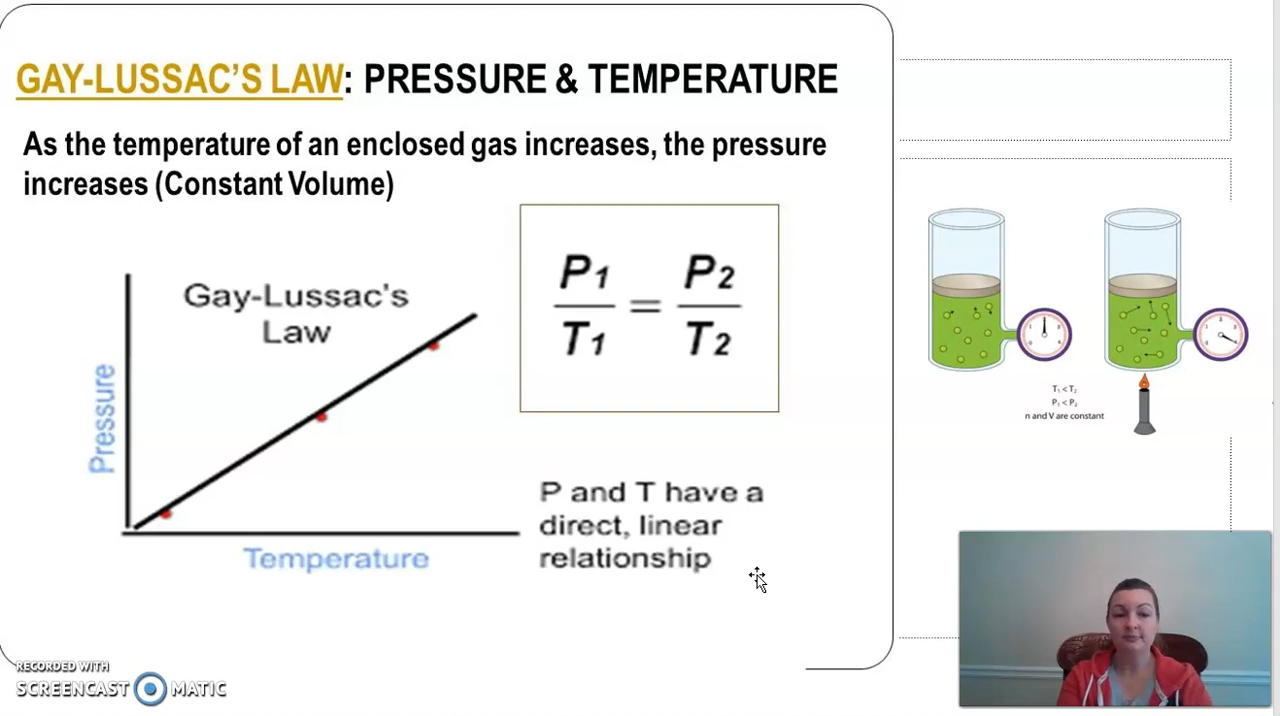 GAY-LUSSAC'S LAW: PRESSURE & TEMPERATURE
As the temperature of an enclosed gas increases, the pressure
increases (Constant Volume)
Gay-Lussac's
Law
Pressure
Temperature
P1 = P2
T1 T2
P and T have a
direct, linear
relationship
T1 < T2
P1 < P2
n and V are constant
RECORDED WITH
SCREENCAST MATIC